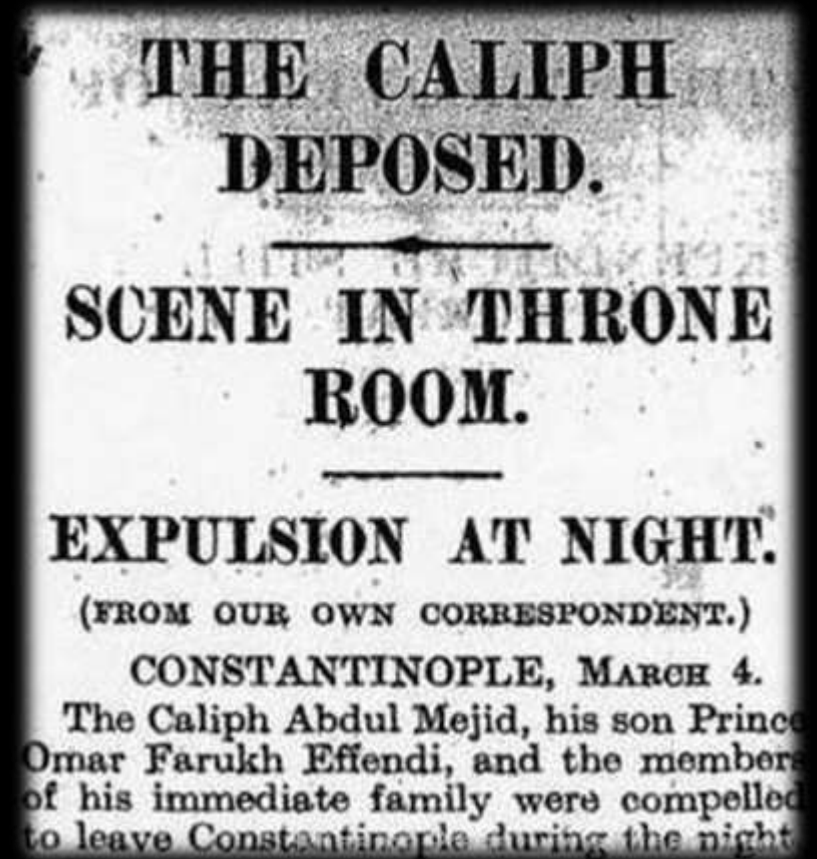 THE CALIPH
DEPOSED.
SCENE IN THRONE
ROOM.
EXPULSION AT NIGHT.
(FROM OUR OWN CORRESPONDENT.)
CONSTANTINOPLE, MARCH 4.
The Caliph Abdul Mejid, his son Prince
Omar Farukh Effendi, and the members
of his immediate family were compelled
to leave Constantinople during the night